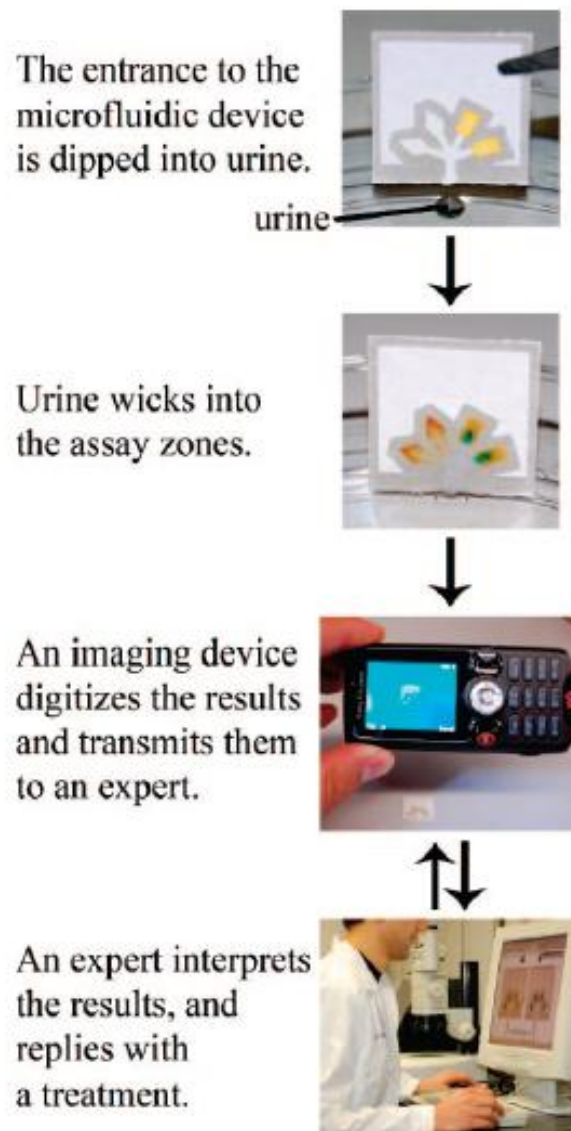 The entrance to the
microfluidic device
is dipped into urine.
urine
Urine wicks into
the assay zones.
An imaging device
digitizes the results
and transmits them
to an expert.
An expert interprets
the results, and
replies with
a treatment.